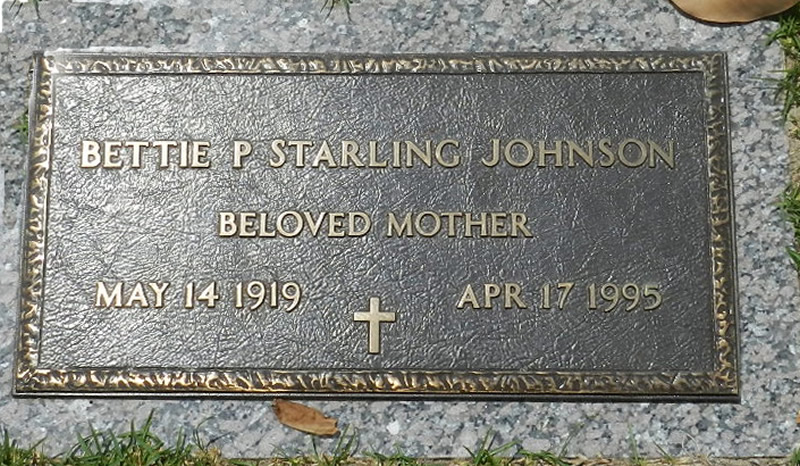 BETTIE P STARLING JOHNSON
BELOVED MOTHER
MAY 14 1919 APR 17 1995